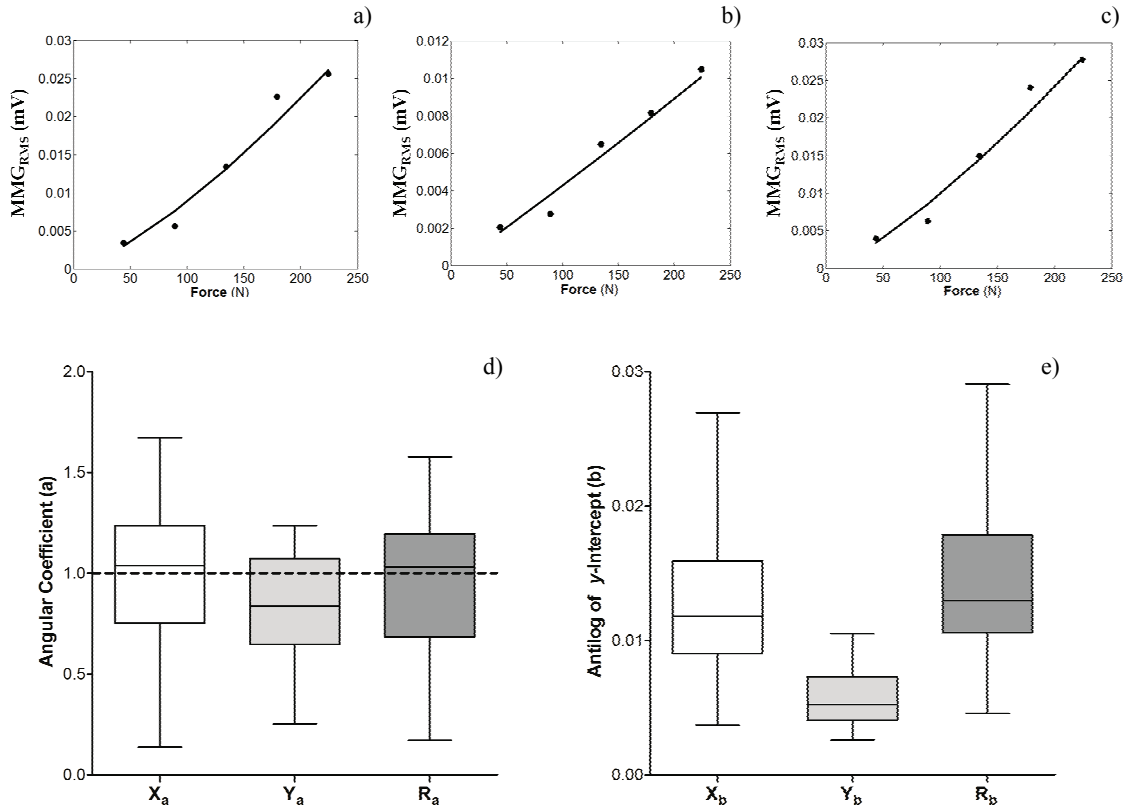 a)
0.03
0.025
0.02
0.015
0.01
0.005
0
MMG_RMS (mV)
0 50 100 150 200 250
Force (N)
b)
0.012
0.01
0.008
0.006
0.004
0.002
0
MMG_RMS (mV)
0 50 100 150 200 250
Force (N)
c)
0.03
0.025
0.02
0.015
0.01
0.005
0
MMG_RMS (mV)
0 50 100 150 200 250
Force (N)
d)
2.0
1.5
1.0
0.5
0.0
Angular Coefficient (a)
X_a Y_a R_a
e)
0.03
0.02
0.01
0.00
Antilog of y-Intercept (b)
X_b Y_b R_b